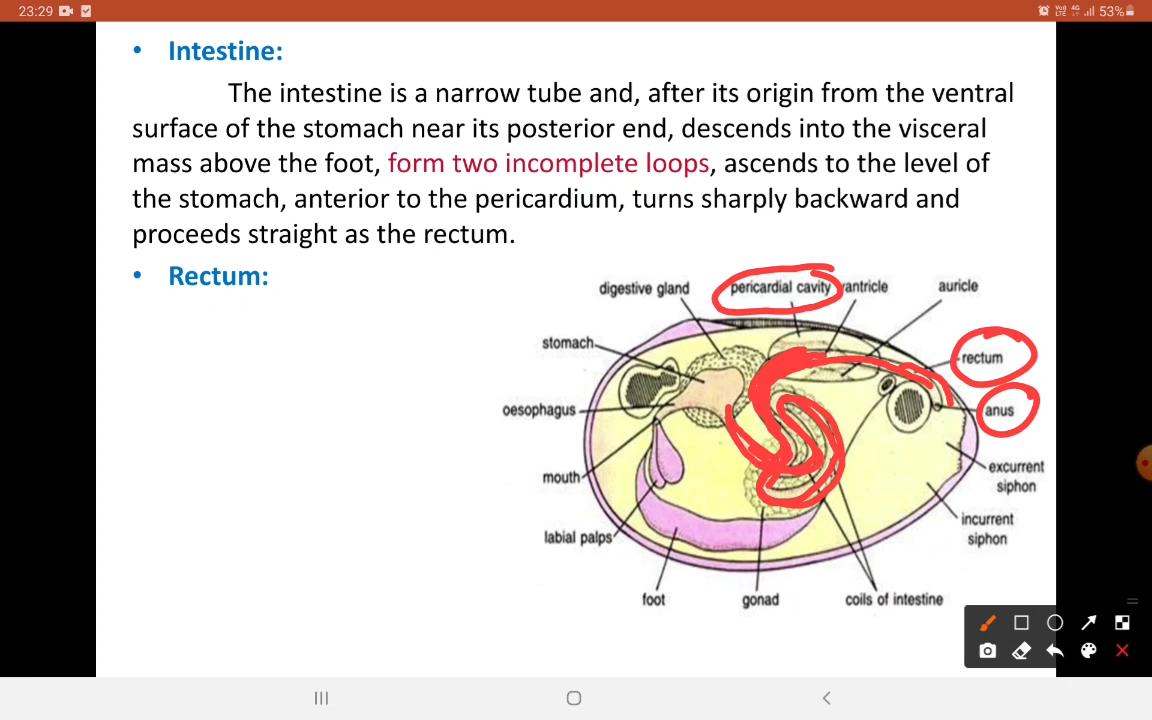 23:29
VoLTE 4G 53%
• Intestine:
The intestine is a narrow tube and, after its origin from the ventral
surface of the stomach near its posterior end, descends into the visceral
mass above the foot, form two incomplete loops, ascends to the level of
the stomach, anterior to the pericardium, turns sharply backward and
proceeds straight as the rectum.
• Rectum:
digestive gland
pericardial cavity
vantricle
auricle
stomach
rectum
oesophagus
anus
mouth
excurrent
siphon
labial palps
incurrent
siphon
foot
gonad
coils of intestine